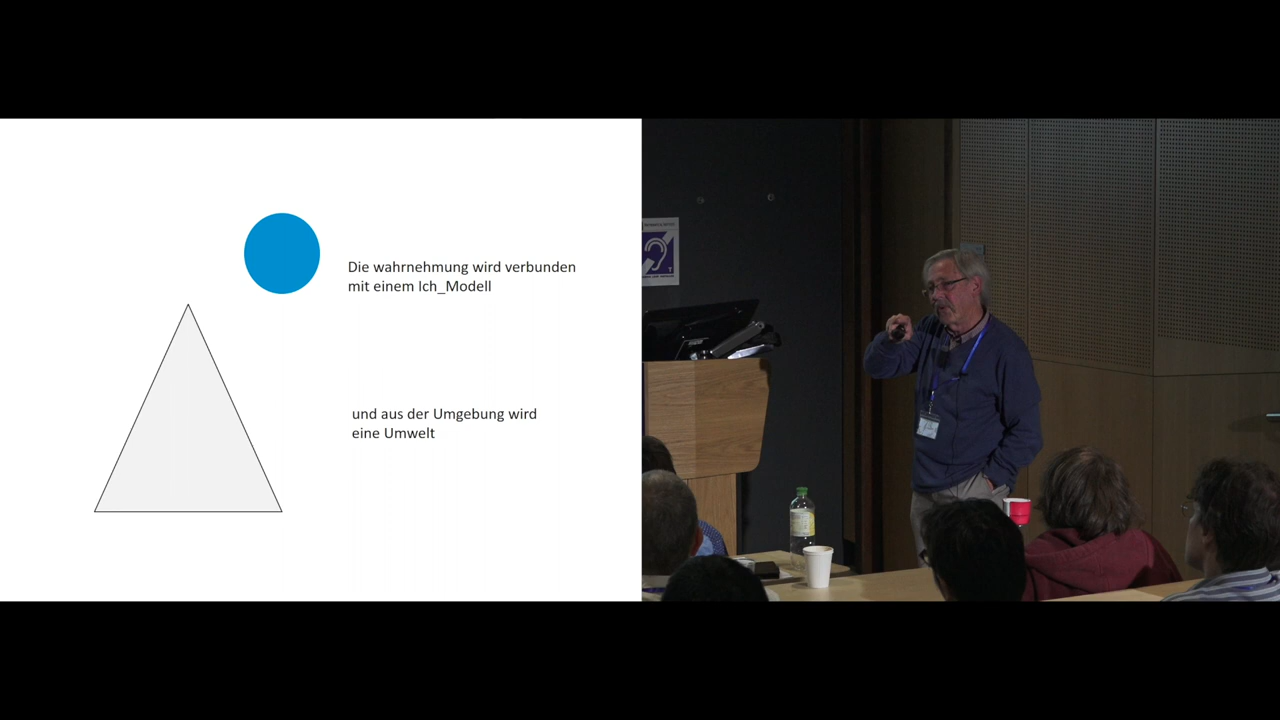 Die wahrnehmung wird verbunden
mit einem Ich_Modell
und aus der Umgebung wird
eine Umwelt
T